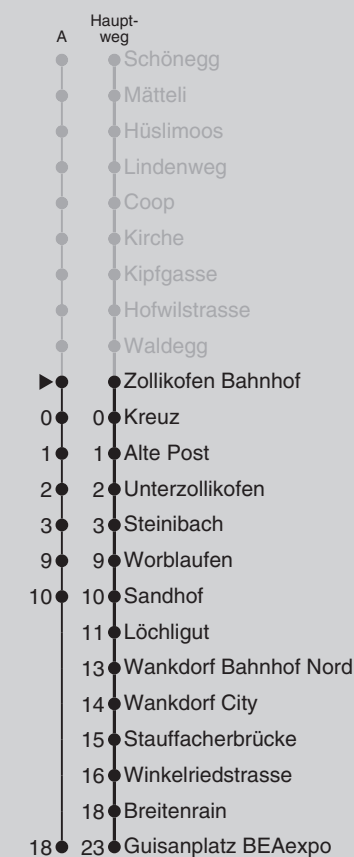 A
Haupt-
weg
Schönegg
Mätteli
Hüslimoos
Lindenweg
Coop
Kirche
Kipfgasse
Hofwilstrasse
Waldegg
Zollikofen Bahnhof
0 0 Kreuz
1 1 Alte Post
2 2 Unterzollikofen
3 3 Steinibach
9 9 Worblaufen
10 10 Sandhof
11 Löchligut
13 Wankdorf Bahnhof Nord
14 Wankdorf City
15 Stauffacherbrücke
16 Winkelriedstrasse
18 Breitenrain
18 23 Guisanplatz BEAexpo